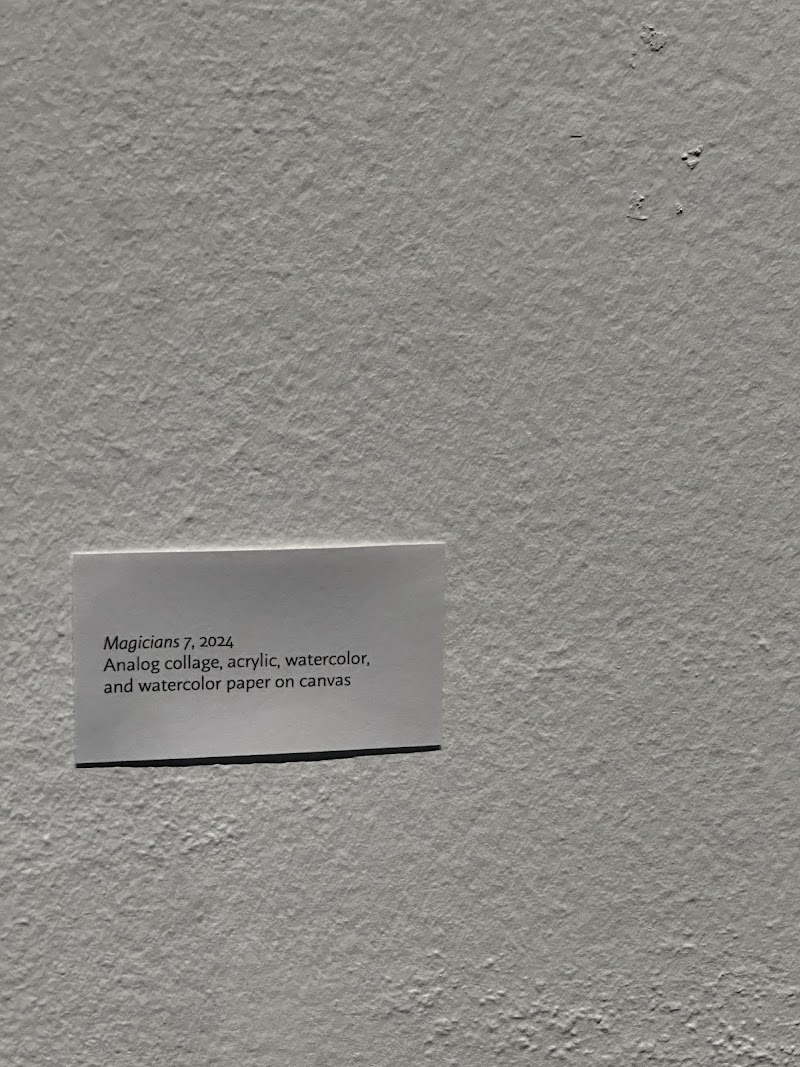 Magicians 7, 2024
Analog collage, acrylic, watercolor,
and watercolor paper on canvas